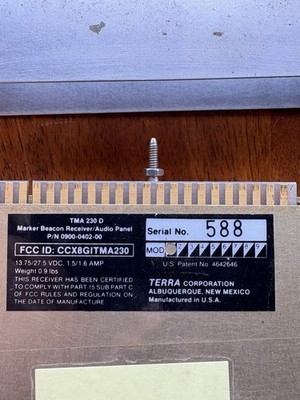 TMA 230 D
Marker Beacon Receiver/Audio Panel
P/N 0900-0402-00
FCC ID: CCX8GITMA230
13.75/27.5 VDC, 1.5/1.6 AMP
Weight 0.9 lbs
THIS RECEIVER HAS BEEN CERTIFIED
TO COMPLY WITH PART 15 SUB PART C
OF FCC RULES AND REGULATION ON
THE DATE OF MANUFACTURE
Serial No. 588
MOD
U.S. Patent No. 4642646
TERRA CORPORATION
ALBUQUERQUE, NEW MEXICO
Manufactured in U.S.A.